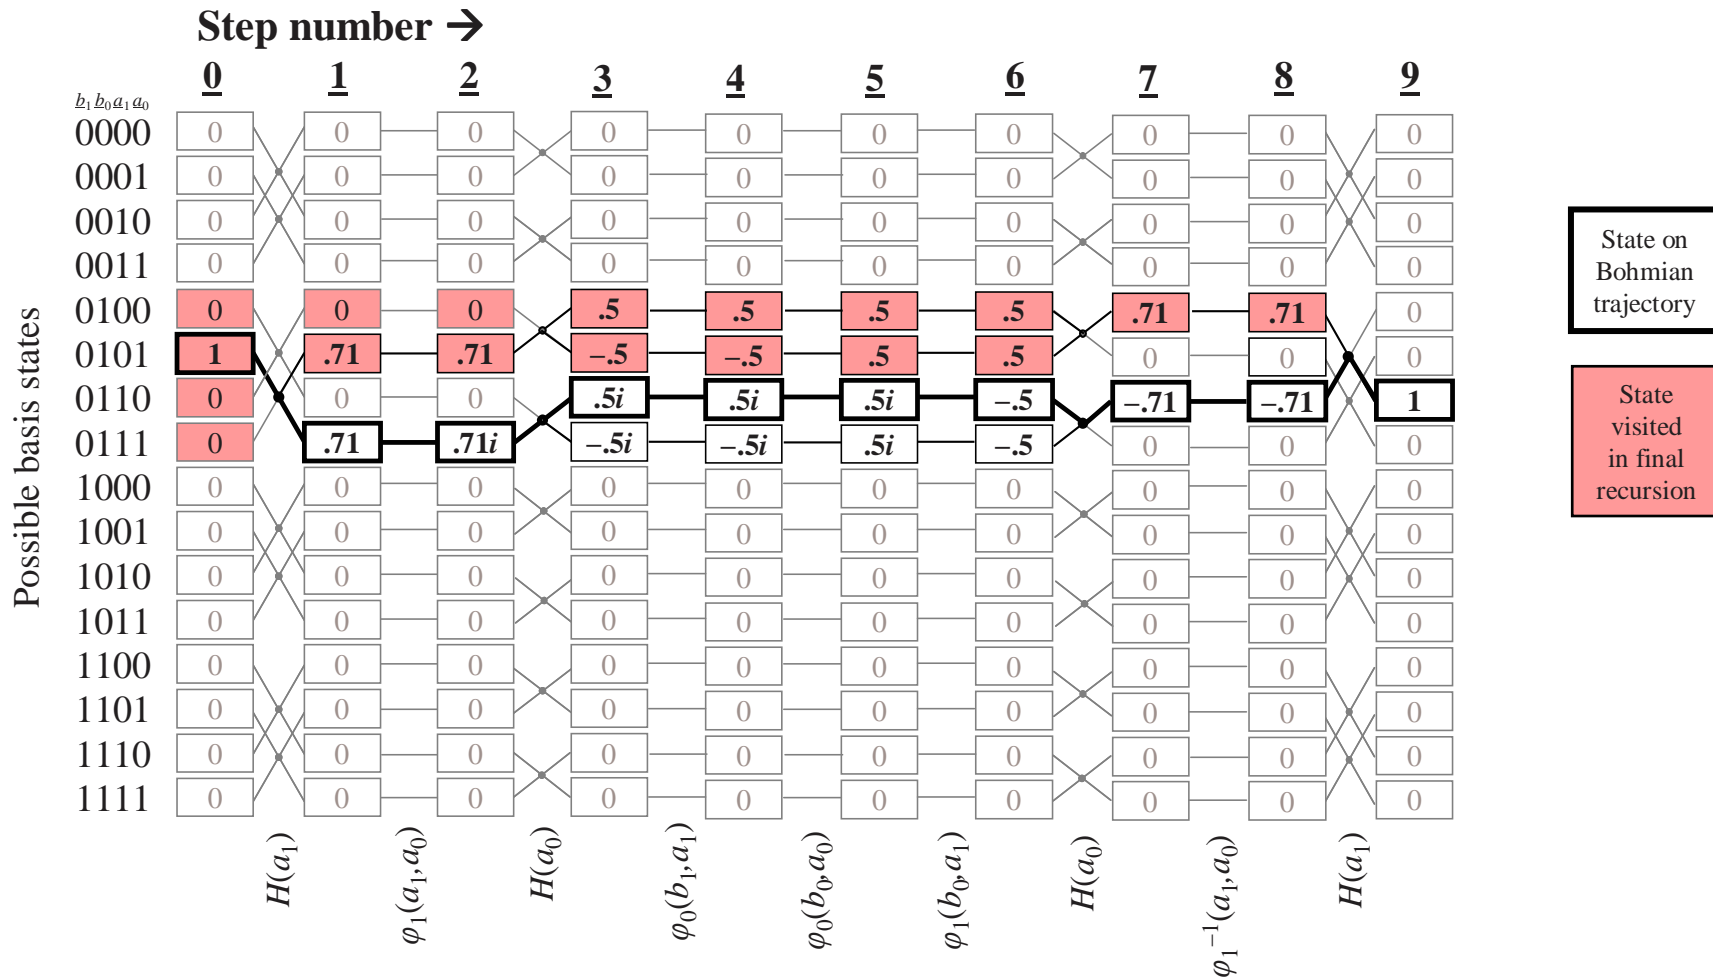 Step number →
0 1 2 3 4 5 6 7 8 9
b1b0a1a0
0000 0 0 0 0 0 0 0 0 0 0
0001 0 0 0 0 0 0 0 0 0 0
0010 0 0 0 0 0 0 0 0 0 0
0011 0 0 0 0 0 0 0 0 0 0
0100 0 0 0 .5 .5 .5 .5 .71 .71 0
0101 1 .71 .71 –.5 –.5 .5 .5 0 0 0
0110 0 0 0 .5i .5i .5i –.5 –.71 –.71 1
0111 0 .71 .71i –.5i –.5i .5i –.5 0 0 0
1000 0 0 0 0 0 0 0 0 0 0
1001 0 0 0 0 0 0 0 0 0 0
1010 0 0 0 0 0 0 0 0 0 0
1011 0 0 0 0 0 0 0 0 0 0
1100 0 0 0 0 0 0 0 0 0 0
1101 0 0 0 0 0 0 0 0 0 0
1110 0 0 0 0 0 0 0 0 0 0
1111 0 0 0 0 0 0 0 0 0 0
Possible basis states
H(a1) φ1(a1,a0) H(a0) φ0(b1,a1) φ0(b0,a0) φ1(b0,a1) H(a0) φ1–1(a1,a0) H(a1)
State on
Bohmian
trajectory
State
visited
in final
recursion